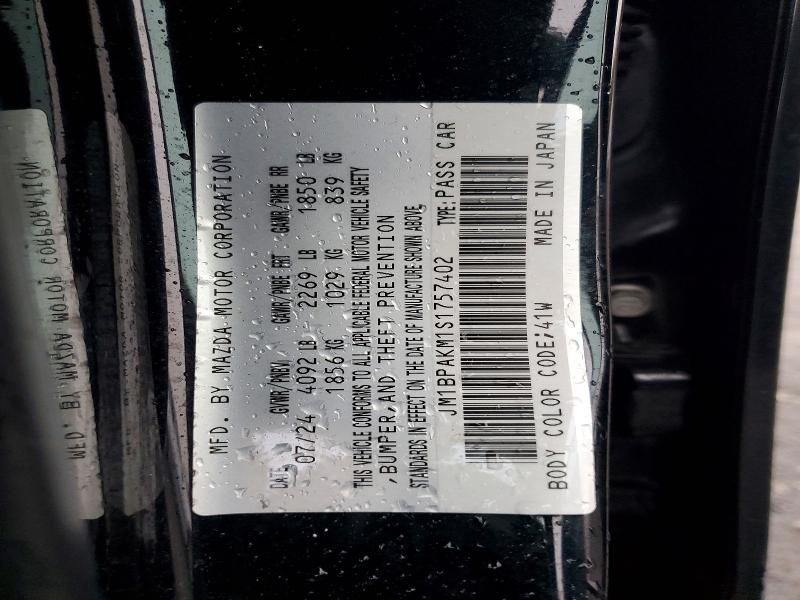 MFD. BY MAZDA MOTOR CORPORATION
DATE GVWR/PNBV GAWR/PNBE FRT GAWR/PNBE RR
07/24 4092 LB 2269 LB 1850 LB
1856 KG 1029 KG 839 KG
THIS VEHICLE CONFORMS TO ALL APPLICABLE FEDERAL MOTOR VEHICLE SAFETY
,BUMPER,AND THEFT PREVENTION
STANDARDS IN EFFECT ON THE DATE OF MANUFACTURE SHOWN ABOVE.
JM1BPAKM1S1757402 TYPE:PASS CAR
BODY COLOR CODE:41W MADE IN JAPAN